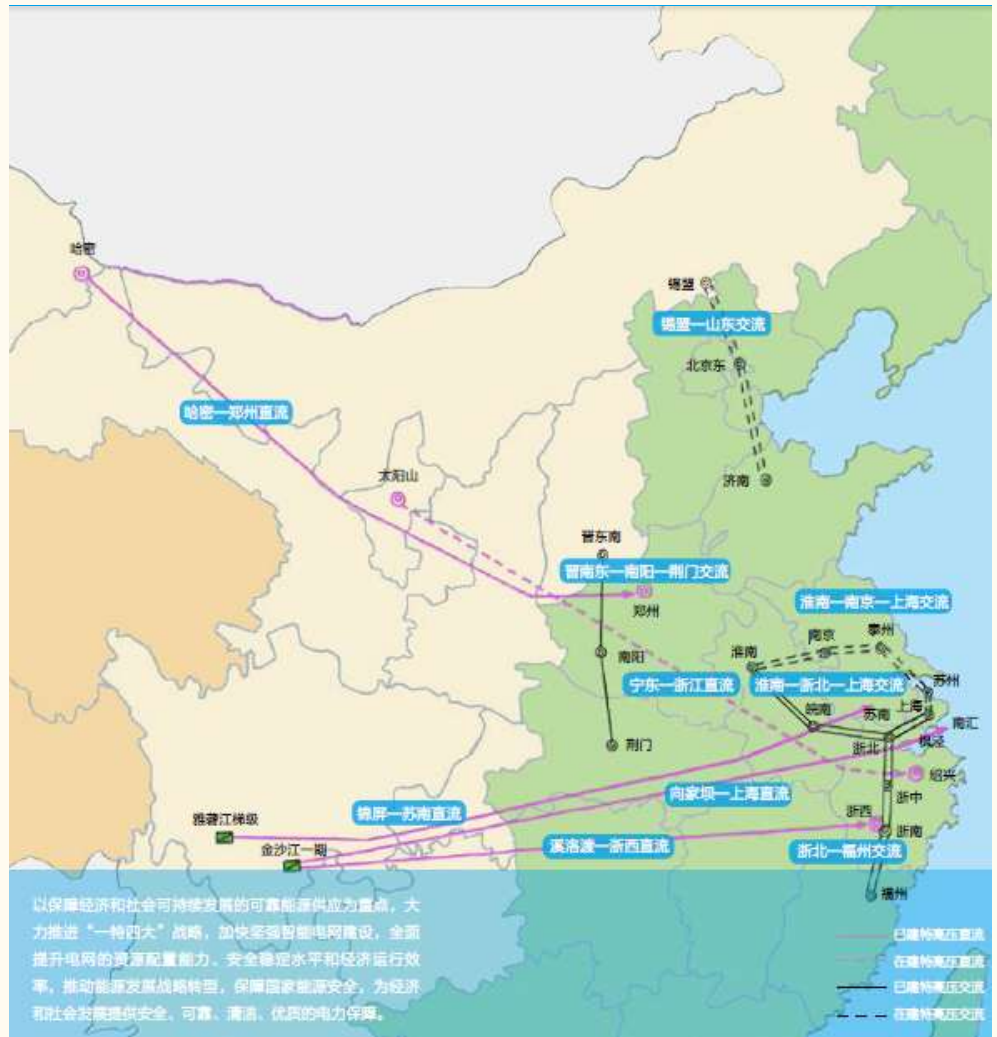 哈密
锡盟
锡盟—山东交流
北京东
哈密—郑州直流
太阳山
济南
晋东南
晋南东—南阳—荆门交流
郑州
淮南—南京—上海交流
南京
泰州
南阳
淮南
宁东—浙江直流
淮南—浙北—上海交流
苏州
皖南
苏南
上海
南汇
荆门
浙北
枫泾
绍兴
向家坝—上海直流
浙中
锦屏—苏南直流
浙西
雅砻江梯级
浙南
金沙江一期
溪洛渡—浙西直流
浙北—福州交流
福州
以保障经济和社会可持续发展的可靠能源供应为重点，大
力推进“一特四大”战略，加快坚强智能电网建设，全面
提升电网的资源配置能力、安全稳定水平和经济运行效
率，推动能源发展战略转型，保障国家能源安全，为经济
和社会发展提供安全、可靠、清洁、优质的电力保障。
已建特高压直流
在建特高压直流
已建特高压交流
在建特高压交流